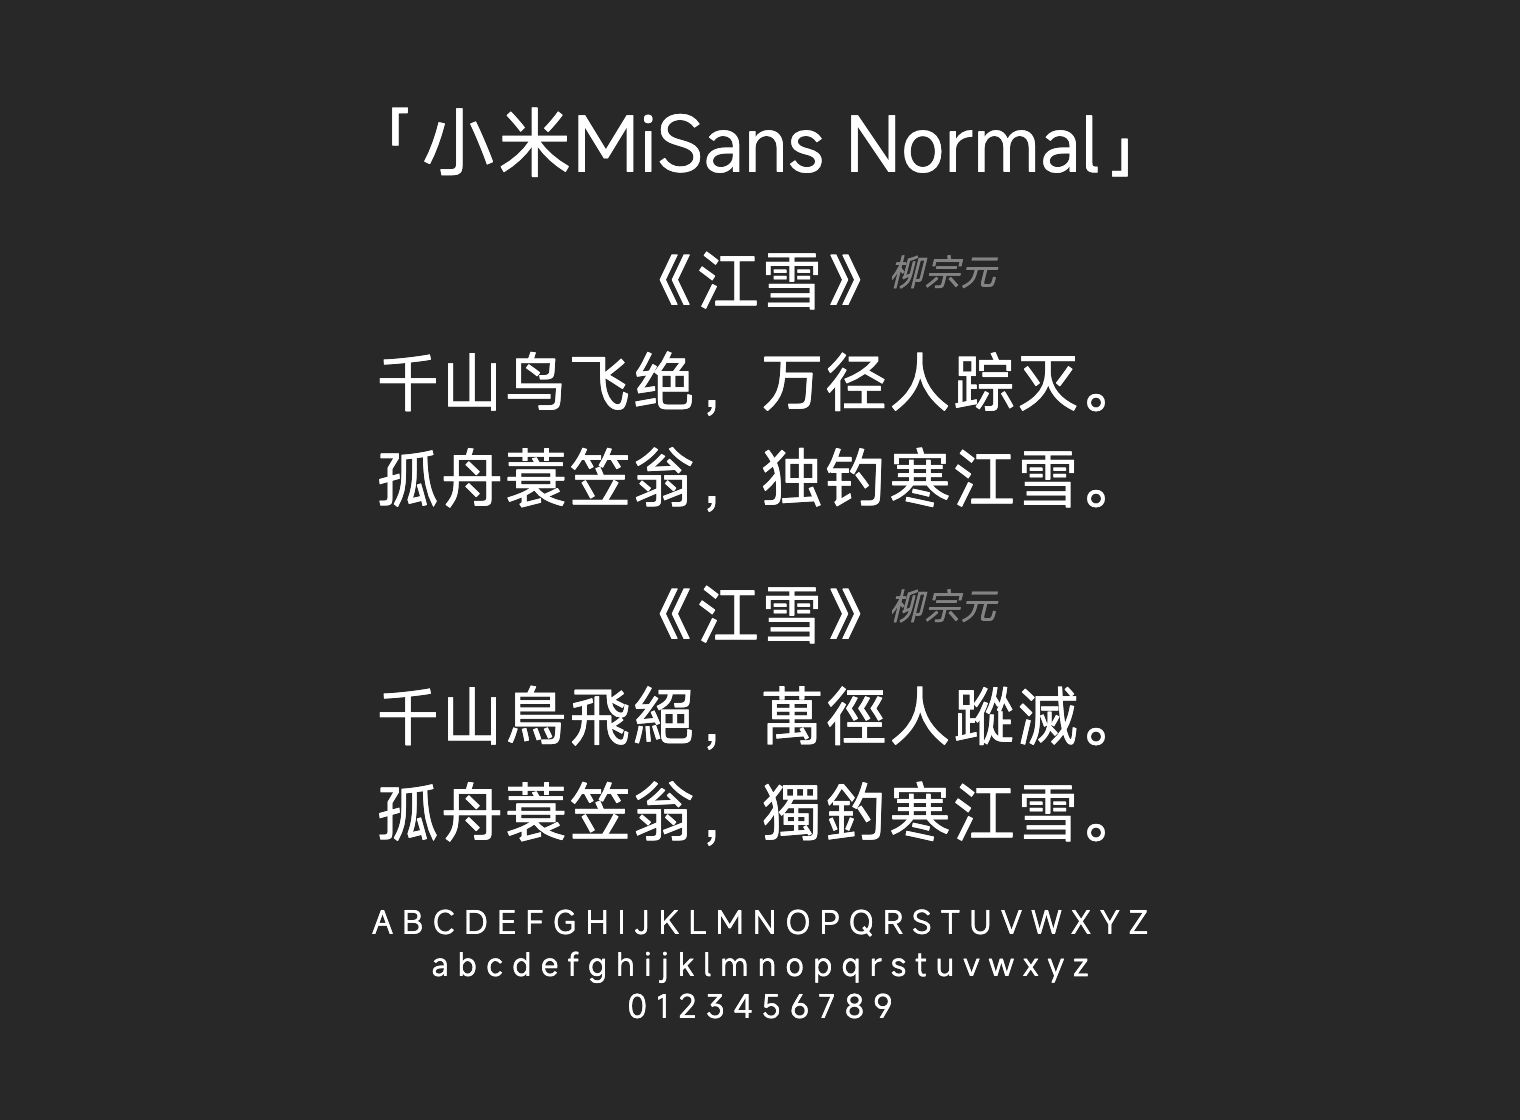 「小米MiSans Normal」
《江雪》柳宗元
千山鸟飞绝，万径人踪灭。
孤舟蓑笠翁，独钓寒江雪。
《江雪》柳宗元
千山鳥飛絕，萬徑人蹤滅。
孤舟蓑笠翁，獨釣寒江雪。
A B C D E F G H I J K L M N O P Q R S T U V W X Y Z
a b c d e f g h i j k l m n o p q r s t u v w x y z
0 1 2 3 4 5 6 7 8 9